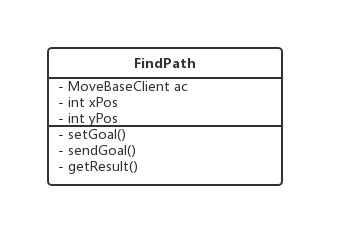 FindPath
- MoveBaseClient ac
- int xPos
- int yPos
- setGoal()
- sendGoal()
- getResult()